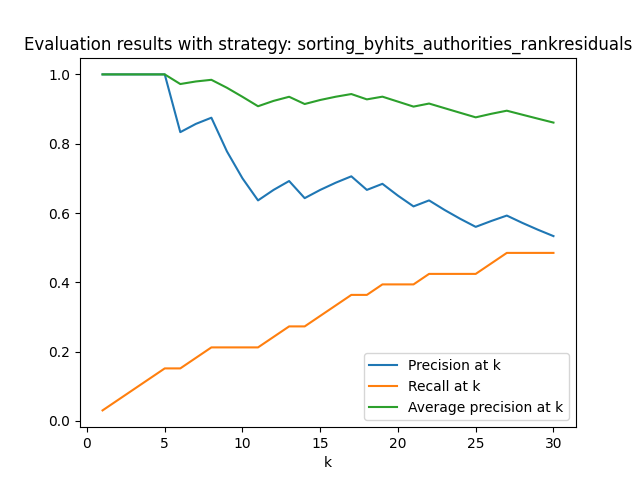 Evaluation results with strategy: sorting_byhits_authorities_rankresiduals
1.0
0.8
0.6
0.4
0.2
0.0
0 5 10 15 20 25 30
k
Precision at k
Recall at k
Average precision at k